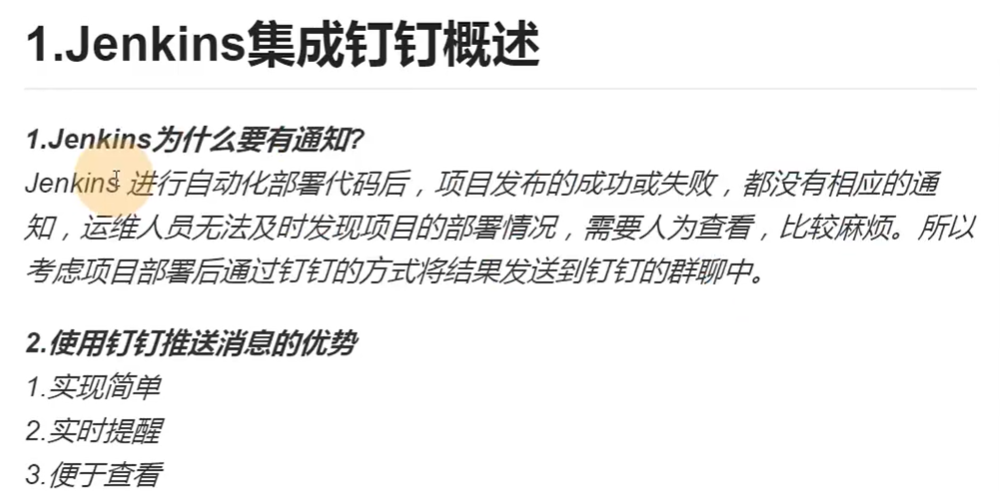 1.Jenkins集成钉钉概述
1.Jenkins为什么要有通知?
Jenkins 进行自动化部署代码后，项目发布的成功或失败，都没有相应的通
知，运维人员无法及时发现项目的部署情况，需要人为查看，比较麻烦。所以
考虑项目部署后通过钉钉的方式将结果发送到钉钉的群聊中。
2.使用钉钉推送消息的优势
1.实现简单
2.实时提醒
3.便于查看